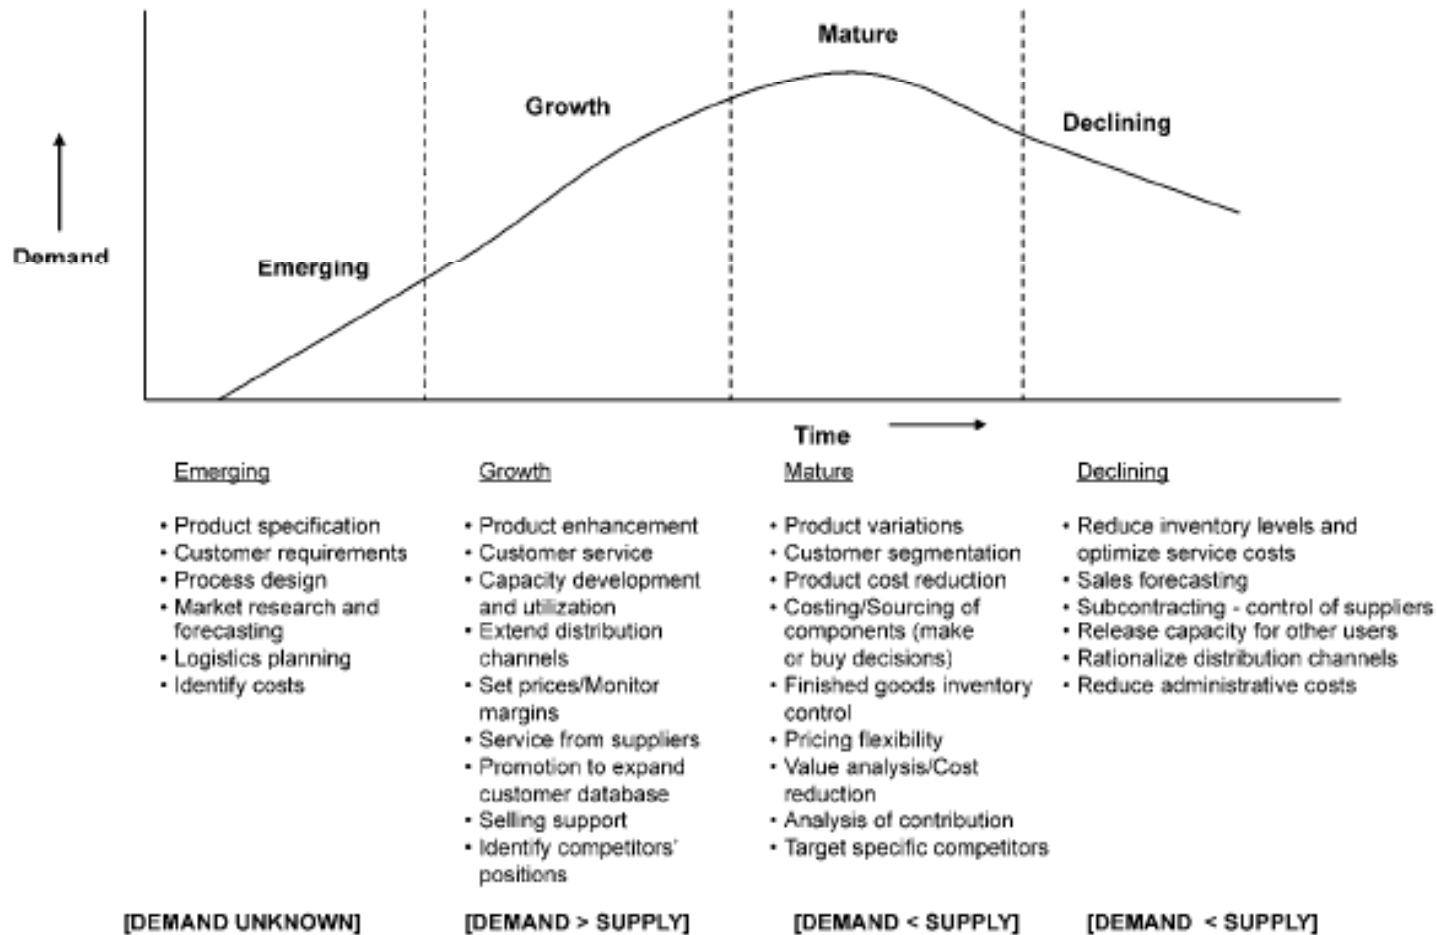 Mature
Growth
Declining
Demand
Emerging
Time
Emerging
• Product specification
• Customer requirements
• Process design
• Market research and
forecasting
• Logistics planning
• Identify costs
[DEMAND UNKNOWN]
Growth
• Product enhancement
• Customer service
• Capacity development
and utilization
• Extend distribution
channels
• Set prices/Monitor
margins
• Service from suppliers
• Promotion to expand
customer database
• Selling support
• Identify competitors'
positions
[DEMAND > SUPPLY]
Mature
• Product variations
• Customer segmentation
• Product cost reduction
• Costing/Sourcing of
components (make
or buy decisions)
• Finished goods inventory
control
• Pricing flexibility
• Value analysis/Cost
reduction
• Analysis of contribution
• Target specific competitors
[DEMAND < SUPPLY]
Declining
• Reduce inventory levels and
optimize service costs
• Sales forecasting
• Subcontracting - control of suppliers
• Release capacity for other users
• Rationalize distribution channels
• Reduce administrative costs
[DEMAND < SUPPLY]